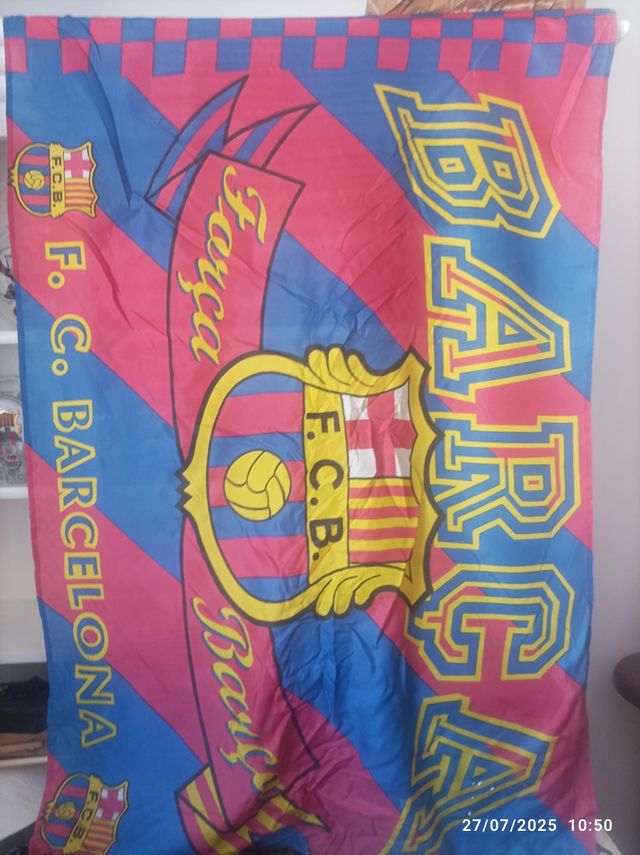 BARÇA
Força
F.C.B.
Barça
F.C.B.
F. C. BARCELONA
F.C.B.
27/07/2025 10:50